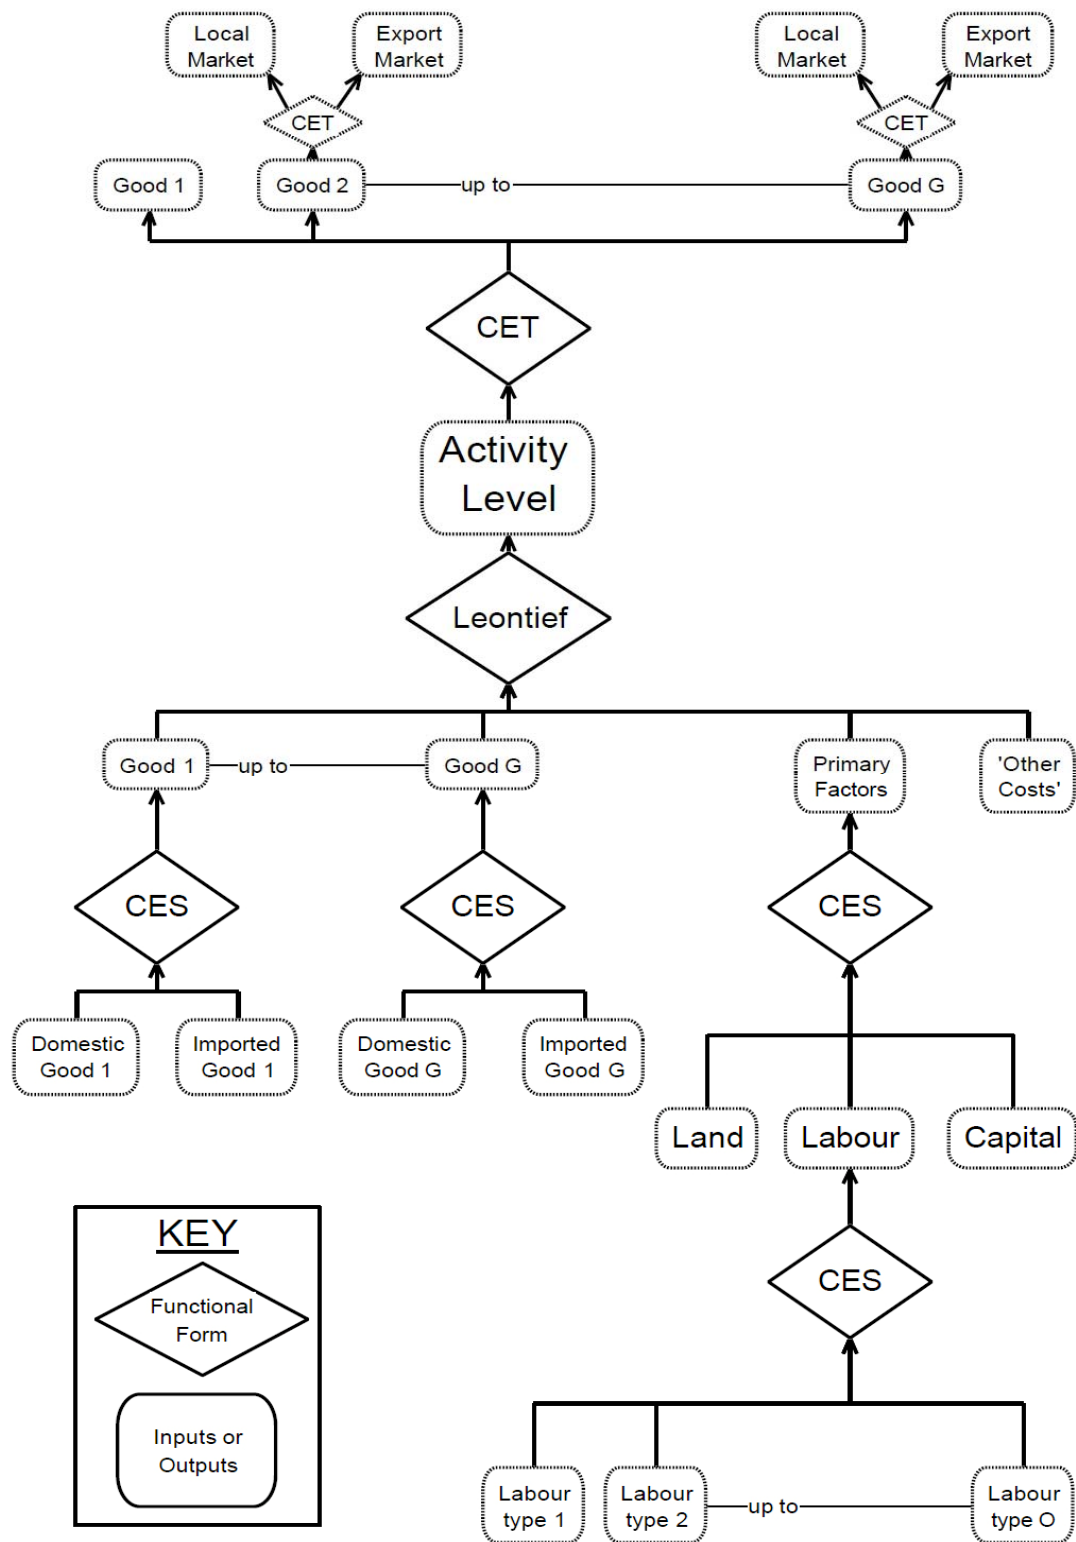 Local
Market
Export
Market
Local
Market
Export
Market
CET
CET
Good 1
Good 2
up to
Good G
CET
Activity
Level
Leontief
Good 1
up to
Good G
Primary
Factors
'Other
Costs'
CES
CES
CES
Domestic
Good 1
Imported
Good 1
Domestic
Good G
Imported
Good G
Land
Labour
Capital
KEY
Functional
Form
Inputs or
Outputs
CES
Labour
type 1
Labour
type 2
up to
Labour
type O